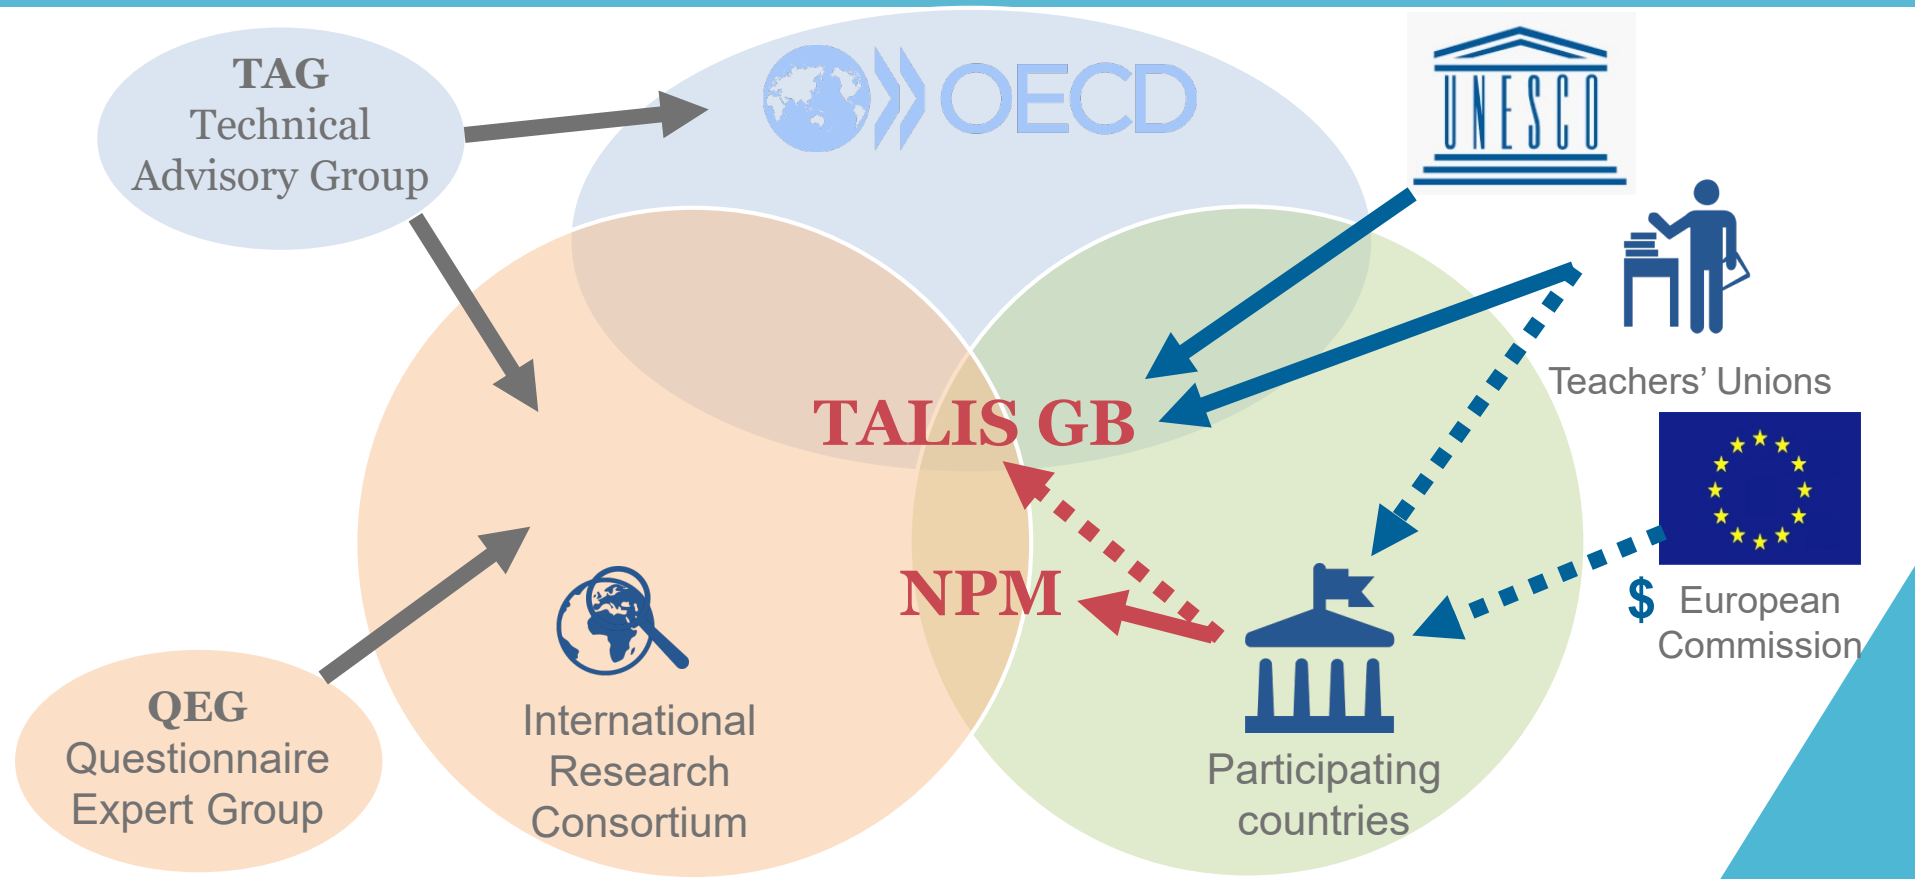 TAG
Technical
Advisory Group
OECD
UNESCO
Teachers' Unions
TALIS GB
NPM
$ European
Commission
QEG
Questionnaire
Expert Group
International
Research
Consortium
Participating
countries